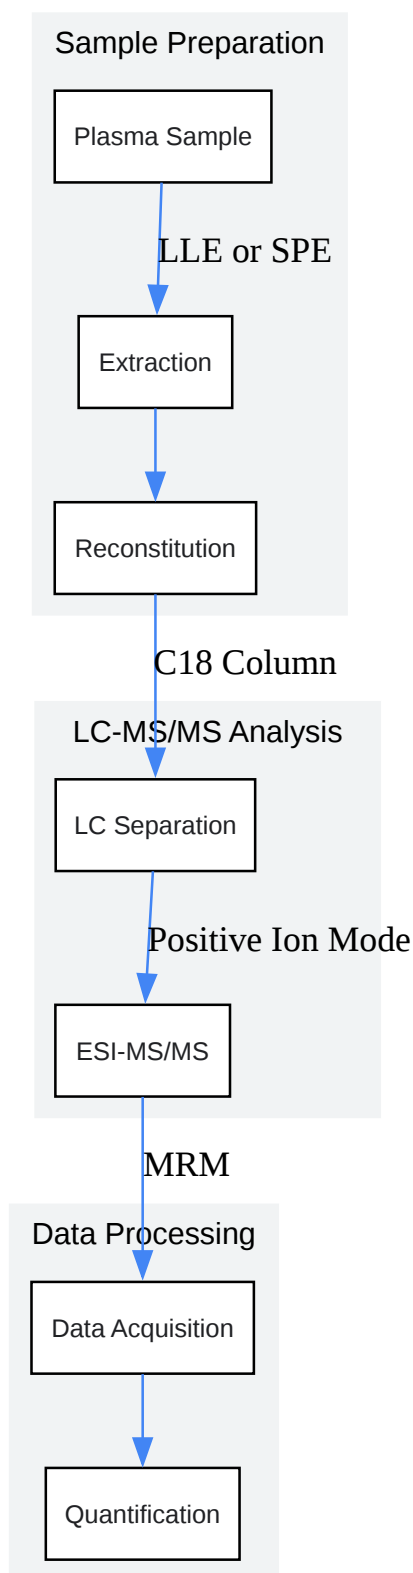 Sample Preparation
Plasma Sample
LLE or SPE
Extraction
Reconstitution
C18 Column
LC-MS/MS Analysis
LC Separation
Positive Ion Mode
ESI-MS/MS
MRM
Data Processing
Data Acquisition
Quantification